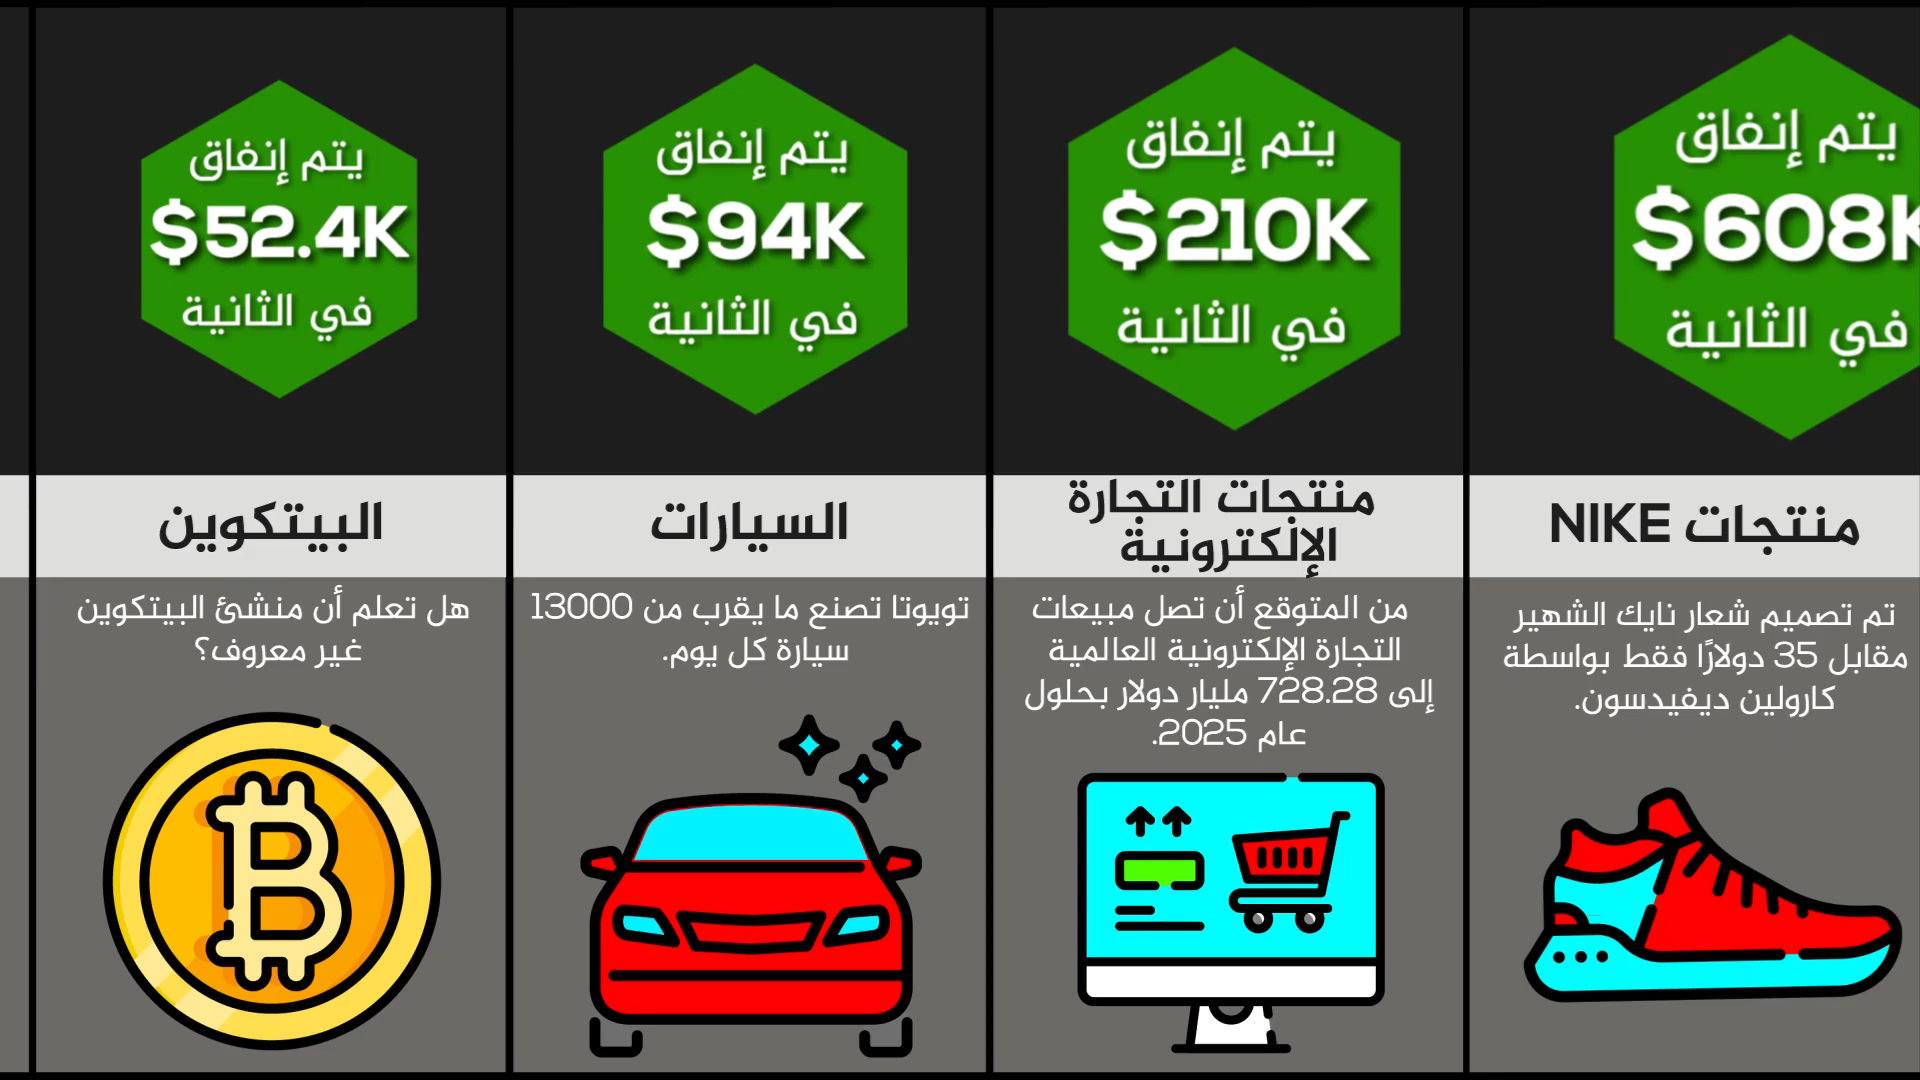 يتم إنفاق
$52.4K
في الثانية
البيتكوين
هل تعلم أن منشئ البيتكوين
غير معروف؟
يتم إنفاق
$94K
في الثانية
السيارات
تويوتا تصنع ما يقرب من 13000
سيارة كل يوم.
يتم إنفاق
$210K
في الثانية
منتجات التجارة
الإلكترونية
من المتوقع أن تصل مبيعات
التجارة الإلكترونية العالمية
إلى 728.28 مليار دولار بحلول
عام 2025.
يتم إنفاق
$608K
في الثانية
منتجات NIKE
تم تصميم شعار نايك الشهير
مقابل 35 دولارًا فقط بواسطة
كارولين ديفيدسون.